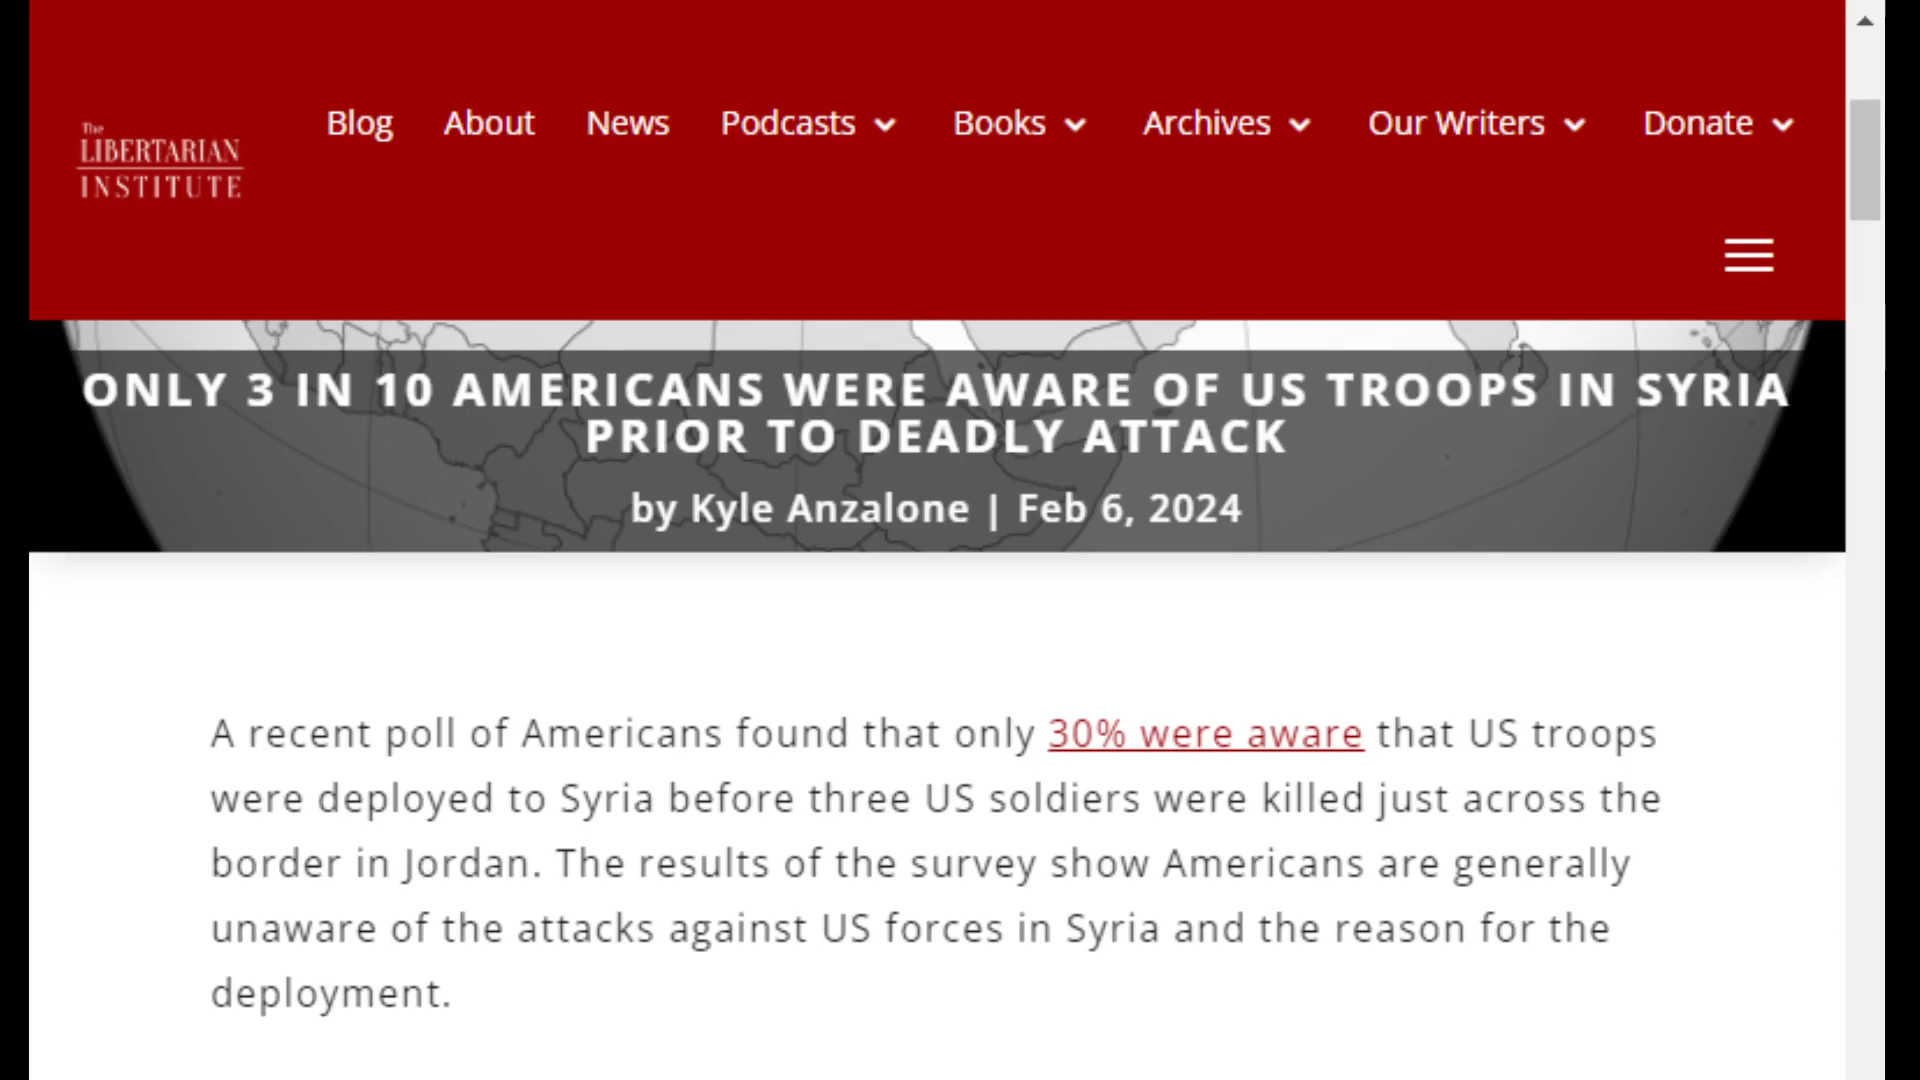 The
LIBERTARIAN
INSTITUTE
Blog About News Podcasts Books Archives Our Writers Donate
ONLY 3 IN 10 AMERICANS WERE AWARE OF US TROOPS IN SYRIA
PRIOR TO DEADLY ATTACK
by Kyle Anzalone | Feb 6, 2024
A recent poll of Americans found that only 30% were aware that US troops
were deployed to Syria before three US soldiers were killed just across the
border in Jordan. The results of the survey show Americans are generally
unaware of the attacks against US forces in Syria and the reason for the
deployment.